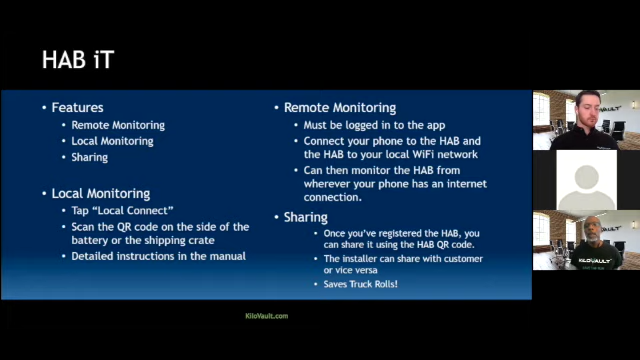 HAB iT
• Features
• Remote Monitoring
• Local Monitoring
• Sharing
• Local Monitoring
• Tap “Local Connect”
• Scan the QR code on the side of the
battery or the shipping crate
• Detailed instructions in the manual
• Remote Monitoring
• Must be logged in to the app
• Connect your phone to the HAB and
the HAB to your local WiFi network
• Can then monitor the HAB from
wherever your phone has an internet
connection.
• Sharing
• Once you’ve registered the HAB, you
can share it using the HAB QR code.
• The installer can share with customer
or vice versa
• Saves Truck Rolls!
KiloVault.com
KILOVAULT